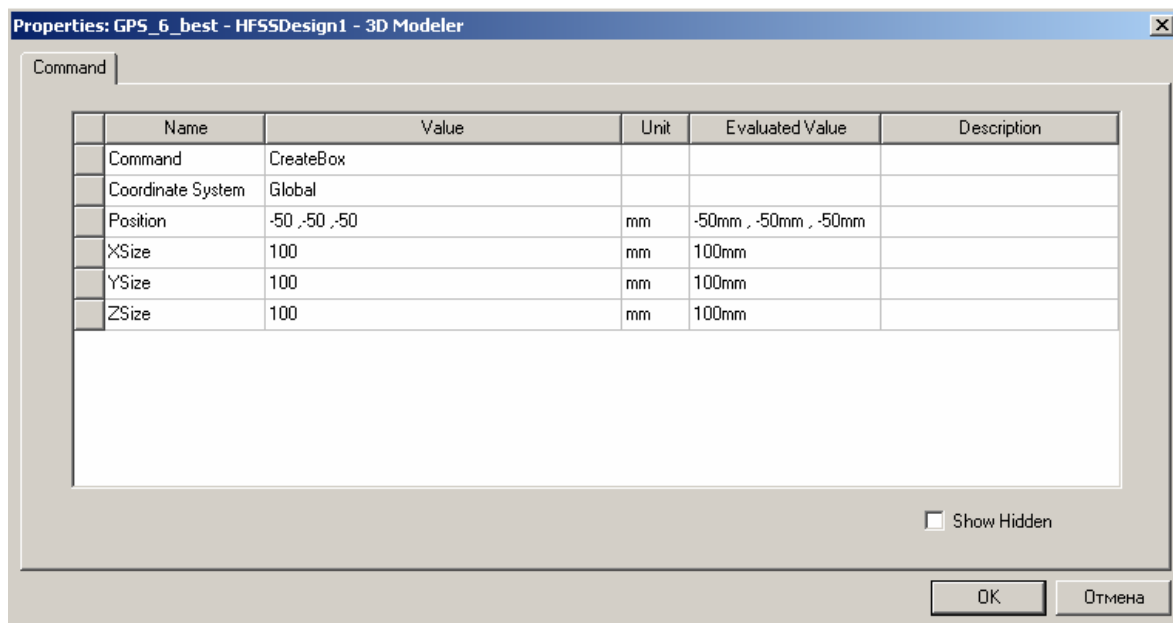 Properties: GPS_6_best - HFSSDesign1 - 3D Modeler
Command
Name Value Unit Evaluated Value Description
Command CreateBox
Coordinate System Global
Position -50 ,-50 ,-50 mm -50mm , -50mm , -50mm
XSize 100 mm 100mm
YSize 100 mm 100mm
ZSize 100 mm 100mm
Show Hidden
OK Отмена